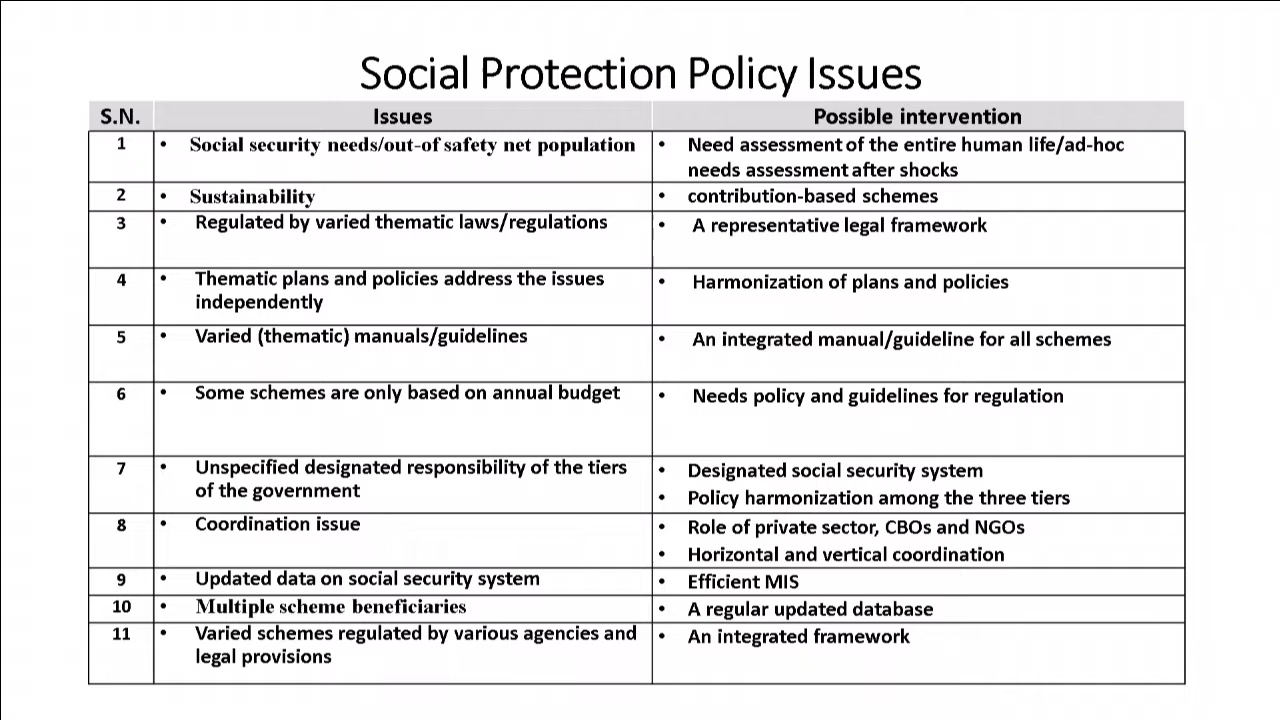 Social Protection Policy Issues
S.N. Issues Possible intervention
1 • Social security needs/out-of safety net population • Need assessment of the entire human life/ad-hoc
needs assessment after shocks
2 • Sustainability • contribution-based schemes
3 • Regulated by varied thematic laws/regulations • A representative legal framework
4 • Thematic plans and policies address the issues • Harmonization of plans and policies
independently
5 • Varied (thematic) manuals/guidelines • An integrated manual/guideline for all schemes
6 • Some schemes are only based on annual budget • Needs policy and guidelines for regulation
7 • Unspecified designated responsibility of the tiers • Designated social security system
of the government • Policy harmonization among the three tiers
8 • Coordination issue • Role of private sector, CBOs and NGOs
• Horizontal and vertical coordination
9 • Updated data on social security system • Efficient MIS
10 • Multiple scheme beneficiaries • A regular updated database
11 • Varied schemes regulated by various agencies and • An integrated framework
legal provisions